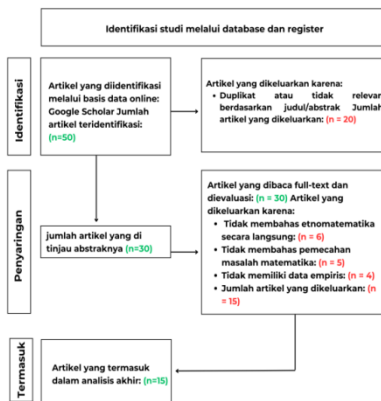 Identifikasi studi melalui database dan register
Identifikasi
Artikel yang diidentifikasi
melalui basis data online:
Google Scholar Jumlah
artikel teridentifikasi:
(n=50)
Artikel yang dikeluarkan karena:
• Duplikat atau tidak relevan
berdasarkan judul/abstrak Jumlah
artikel yang dikeluarkan: (n = 20)
Penyaringan
jumlah artikel yang di
tinjau abstraknya (n=30)
Artikel yang dibaca full-text dan
dievaluasi: (n = 30) Artikel yang
dikeluarkan karena:
• Tidak membahas etnomatematika
secara langsung: (n = 6)
• Tidak membahas pemecahan
masalah matematika: (n = 5)
• Tidak memiliki data empiris: (n = 4)
• Jumlah artikel yang dikeluarkan: (n
= 15)
Termasuk
Artikel yang termasuk
dalam analisis akhir: (n=15)